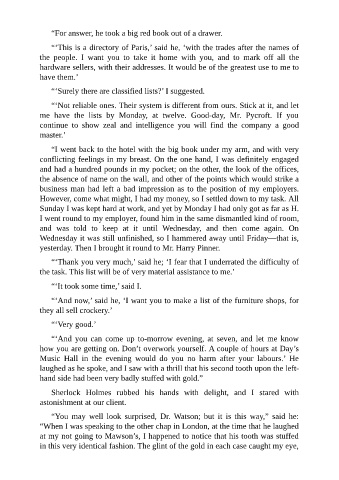 “For answer, he took a big red book out of a drawer.
“‘This is a directory of Paris,’ said he, ‘with the trades after the names of
the people. I want you to take it home with you, and to mark off all the
hardware sellers, with their addresses. It would be of the greatest use to me to
have them.’
“‘Surely there are classified lists?’ I suggested.
“‘Not reliable ones. Their system is different from ours. Stick at it, and let
me have the lists by Monday, at twelve. Good-day, Mr. Pycroft. If you
continue to show zeal and intelligence you will find the company a good
master.’
“I went back to the hotel with the big book under my arm, and with very
conflicting feelings in my breast. On the one hand, I was definitely engaged
and had a hundred pounds in my pocket; on the other, the look of the offices,
the absence of name on the wall, and other of the points which would strike a
business man had left a bad impression as to the position of my employers.
However, come what might, I had my money, so I settled down to my task. All
Sunday I was kept hard at work, and yet by Monday I had only got as far as H.
I went round to my employer, found him in the same dismantled kind of room,
and was told to keep at it until Wednesday, and then come again. On
Wednesday it was still unfinished, so I hammered away until Friday—that is,
yesterday. Then I brought it round to Mr. Harry Pinner.
“‘Thank you very much,’ said he; ‘I fear that I underrated the difficulty of
the task. This list will be of very material assistance to me.’
“‘It took some time,’ said I.
“‘And now,’ said he, ‘I want you to make a list of the furniture shops, for
they all sell crockery.’
“‘Very good.’
“‘And you can come up to-morrow evening, at seven, and let me know
how you are getting on. Don’t overwork yourself. A couple of hours at Day’s
Music Hall in the evening would do you no harm after your labours.’ He
laughed as he spoke, and I saw with a thrill that his second tooth upon the left-
hand side had been very badly stuffed with gold.”
Sherlock Holmes rubbed his hands with delight, and I stared with
astonishment at our client.
“You may well look surprised, Dr. Watson; but it is this way,” said he:
“When I was speaking to the other chap in London, at the time that he laughed
at my not going to Mawson’s, I happened to notice that his tooth was stuffed
in this very identical fashion. The glint of the gold in each case caught my eye,